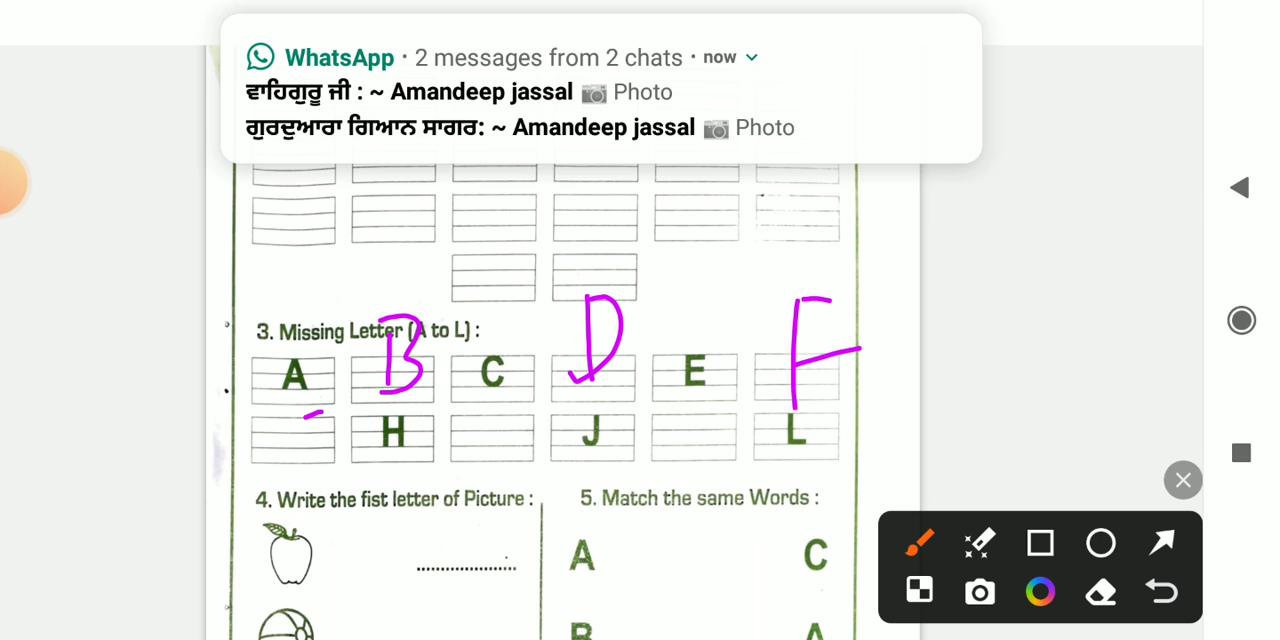 WhatsApp · 2 messages from 2 chats · now
ਵਾਹਿਗੁਰੂ ਜੀ : ~ Amandeep jassal 📷 Photo
ਗੁਰਦੁਆਰਾ ਗਿਆਨ ਸਾਗਰ: ~ Amandeep jassal 📷 Photo
3. Missing Letter (A to L) :
A B C D E F
H J L
4. Write the fist letter of Picture :
....................
5. Match the same Words :
A C
B A